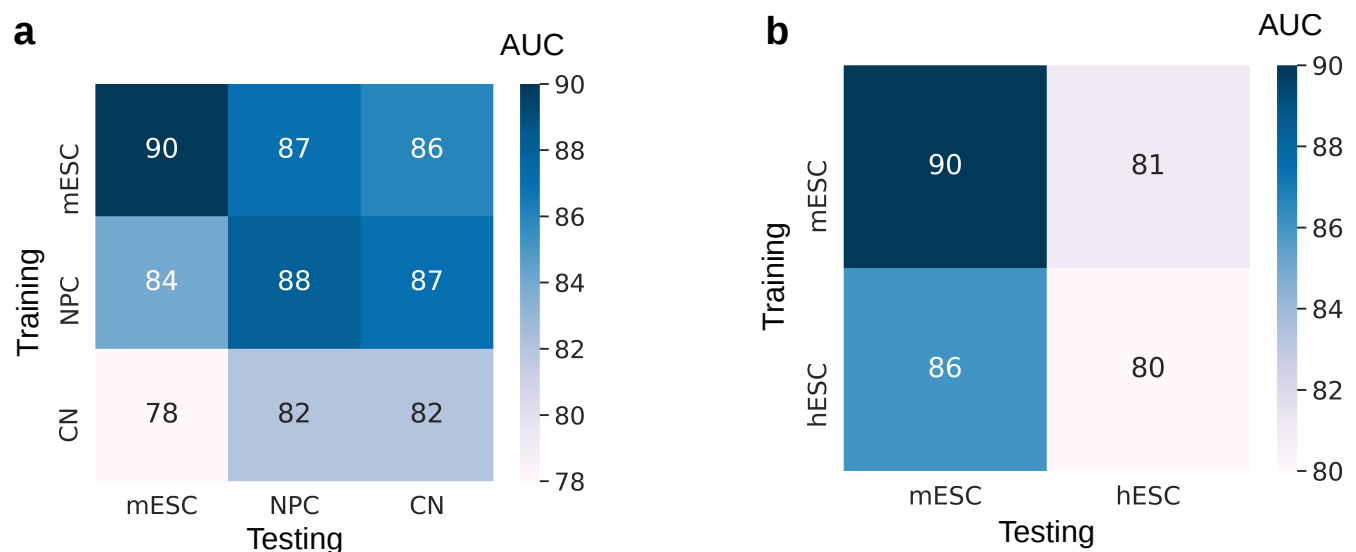 a
AUC
90
88
86
84
82
80
78
mESC
NPC
CN
Training
90 87 86
84 88 87
78 82 82
mESC NPC CN
Testing
b
AUC
90
88
86
84
82
80
mESC
hESC
Training
90 81
86 80
mESC hESC
Testing